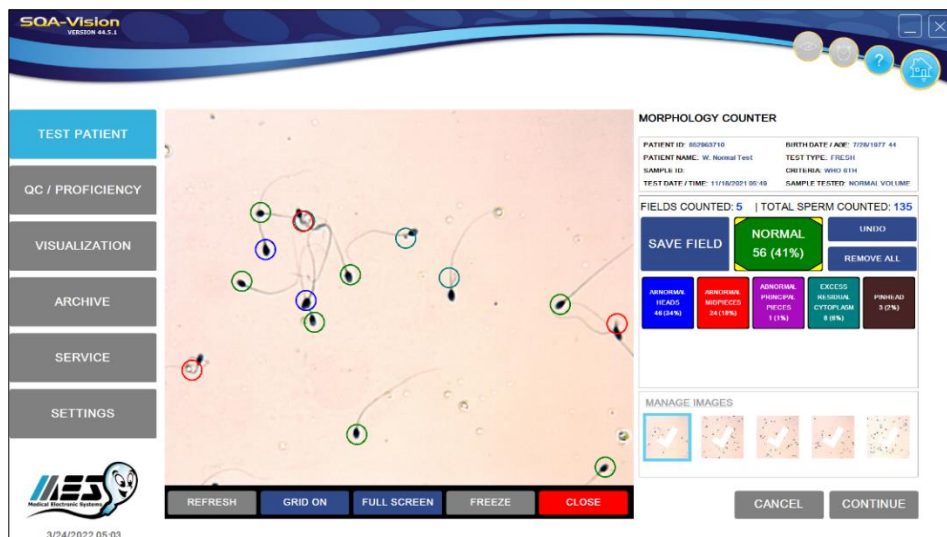 SQA-Vision
VERSION 44.5.1
?
TEST PATIENT
QC / PROFICIENCY
VISUALIZATION
ARCHIVE
SERVICE
SETTINGS
MES
Medical Electronic Systems
3/24/2022 05:03
REFRESH
GRID ON
FULL SCREEN
FREEZE
CLOSE
MORPHOLOGY COUNTER
PATIENT ID: 862963710 BIRTH DATE / AGE: 7/28/1977 44
PATIENT NAME: W. Normal Test TEST TYPE: FRESH
SAMPLE ID: CRITERIA: WHO 6TH
TEST DATE / TIME: 11/18/2021 05:49 SAMPLE TESTED: NORMAL VOLUME
FIELDS COUNTED: 5 | TOTAL SPERM COUNTED: 135
SAVE FIELD
NORMAL
56 (41%)
UNDO
REMOVE ALL
ABNORMAL
HEADS
46 (34%)
ABNORMAL
MIDPIECES
24 (18%)
ABNORMAL
PRINCIPAL
PIECES
1 (1%)
EXCESS
RESIDUAL
CYTOPLASM
(6%)
PINHEAD
(2%)
MANAGE IMAGES
CANCEL
CONTINUE